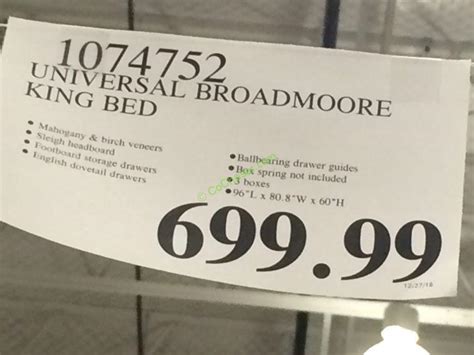 1074752
UNIVERSAL BROADMOORE
KING BED
• Mahogany & birch veneers
• Sleigh headboard
• Footboard storage drawers
• English dovetail drawers
• Ballbearing drawer guides
• Box spring not included
• 3 boxes
• 96"L x 80.8"W x 60"H
699.99
12/27/16